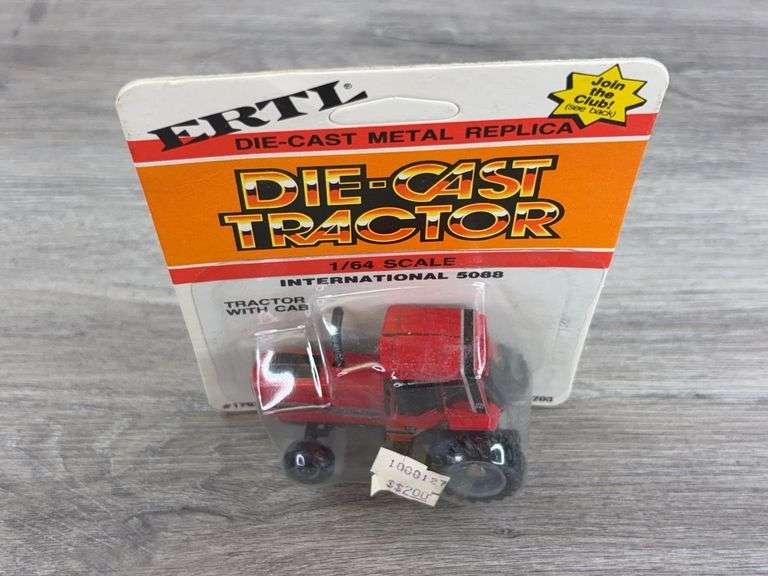 ERTL®
DIE-CAST METAL REPLICA
Join
the
Club!
(see back)
DIE-CAST
TRACTOR
1/64 SCALE
INTERNATIONAL 5088
TRACTOR
WITH CAB
1000127
$$200